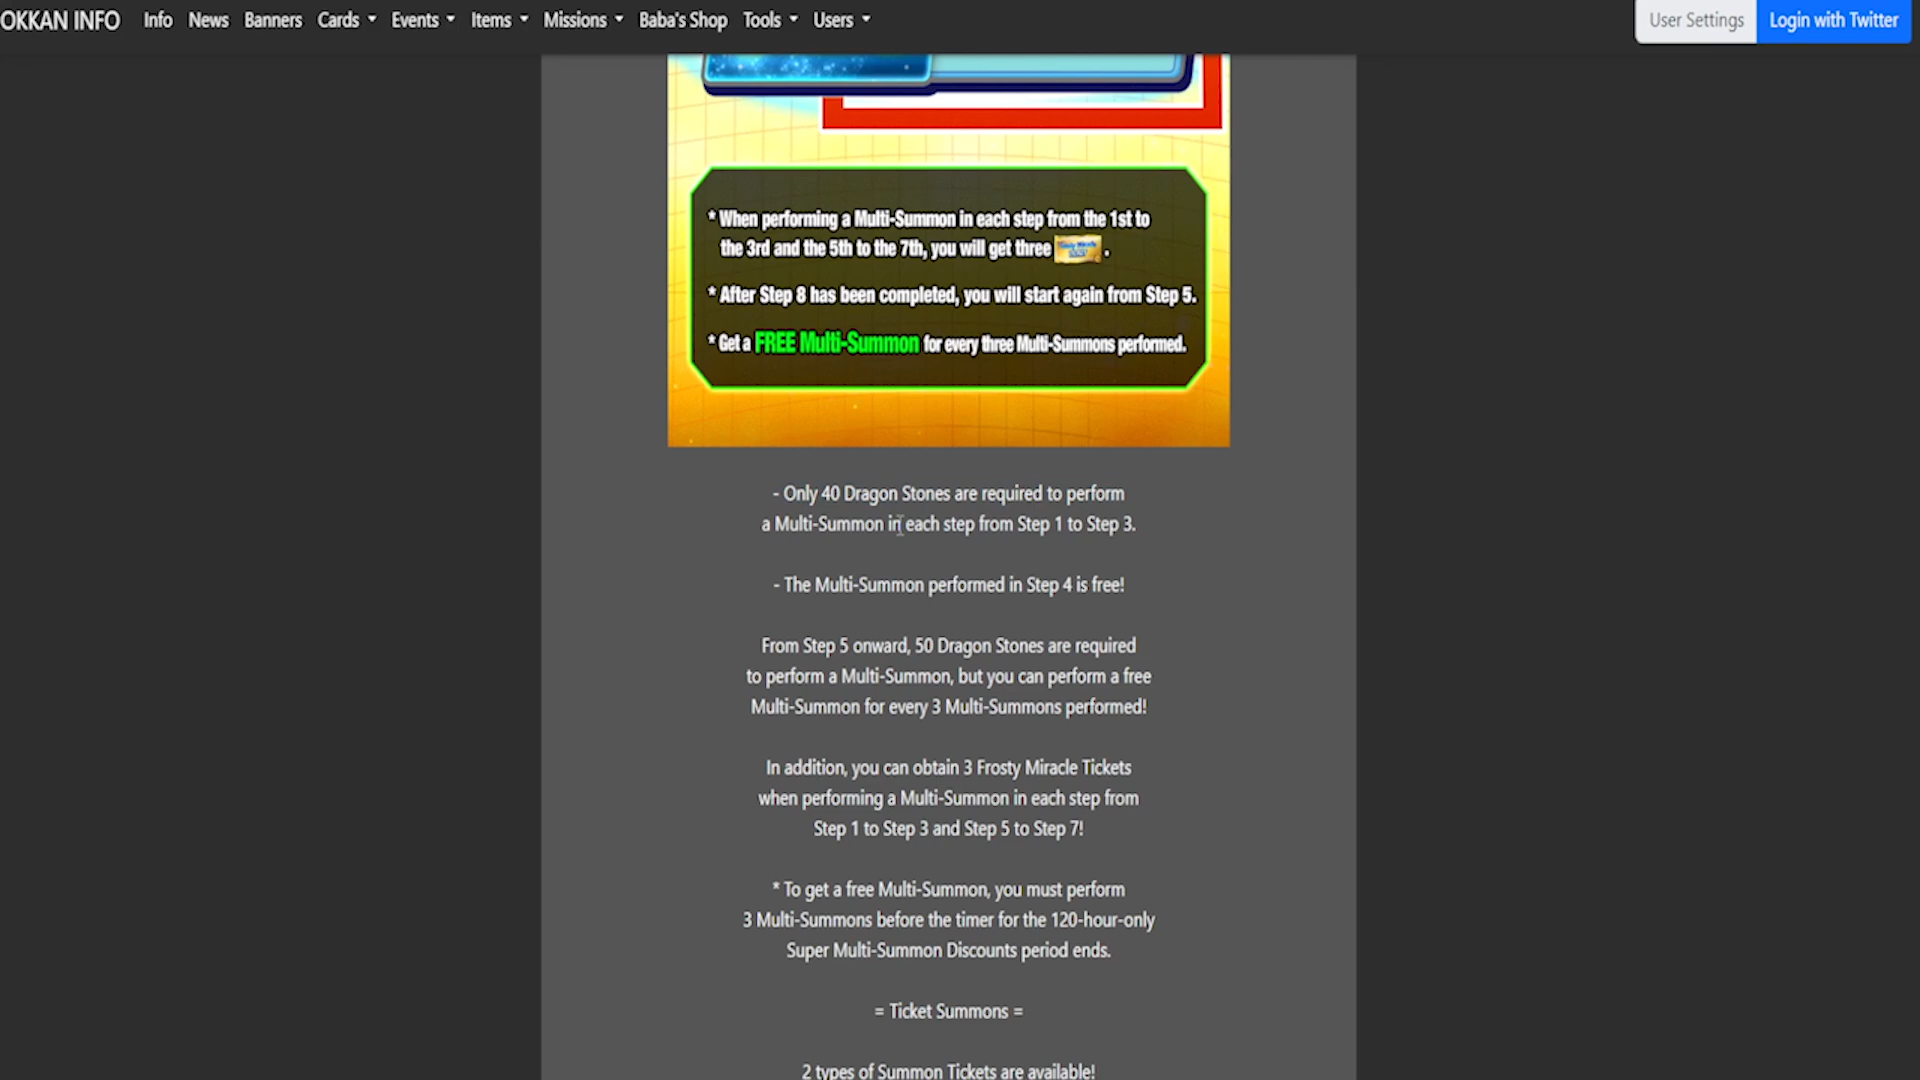 OKKAN INFO Info News Banners Cards Events Items Missions Baba's Shop Tools Users User Settings Login with Twitter
* When performing a Multi-Summon in each step from the 1st to
the 3rd and the 5th to the 7th, you will get three .
* After Step 8 has been completed, you will start again from Step 5.
* Get a FREE Multi-Summon for every three Multi-Summons performed.
- Only 40 Dragon Stones are required to perform
a Multi-Summon in each step from Step 1 to Step 3.
- The Multi-Summon performed in Step 4 is free!
From Step 5 onward, 50 Dragon Stones are required
to perform a Multi-Summon, but you can perform a free
Multi-Summon for every 3 Multi-Summons performed!
In addition, you can obtain 3 Frosty Miracle Tickets
when performing a Multi-Summon in each step from
Step 1 to Step 3 and Step 5 to Step 7!
* To get a free Multi-Summon, you must perform
3 Multi-Summons before the timer for the 120-hour-only
Super Multi-Summon Discounts period ends.
= Ticket Summons =
2 types of Summon Tickets are available!